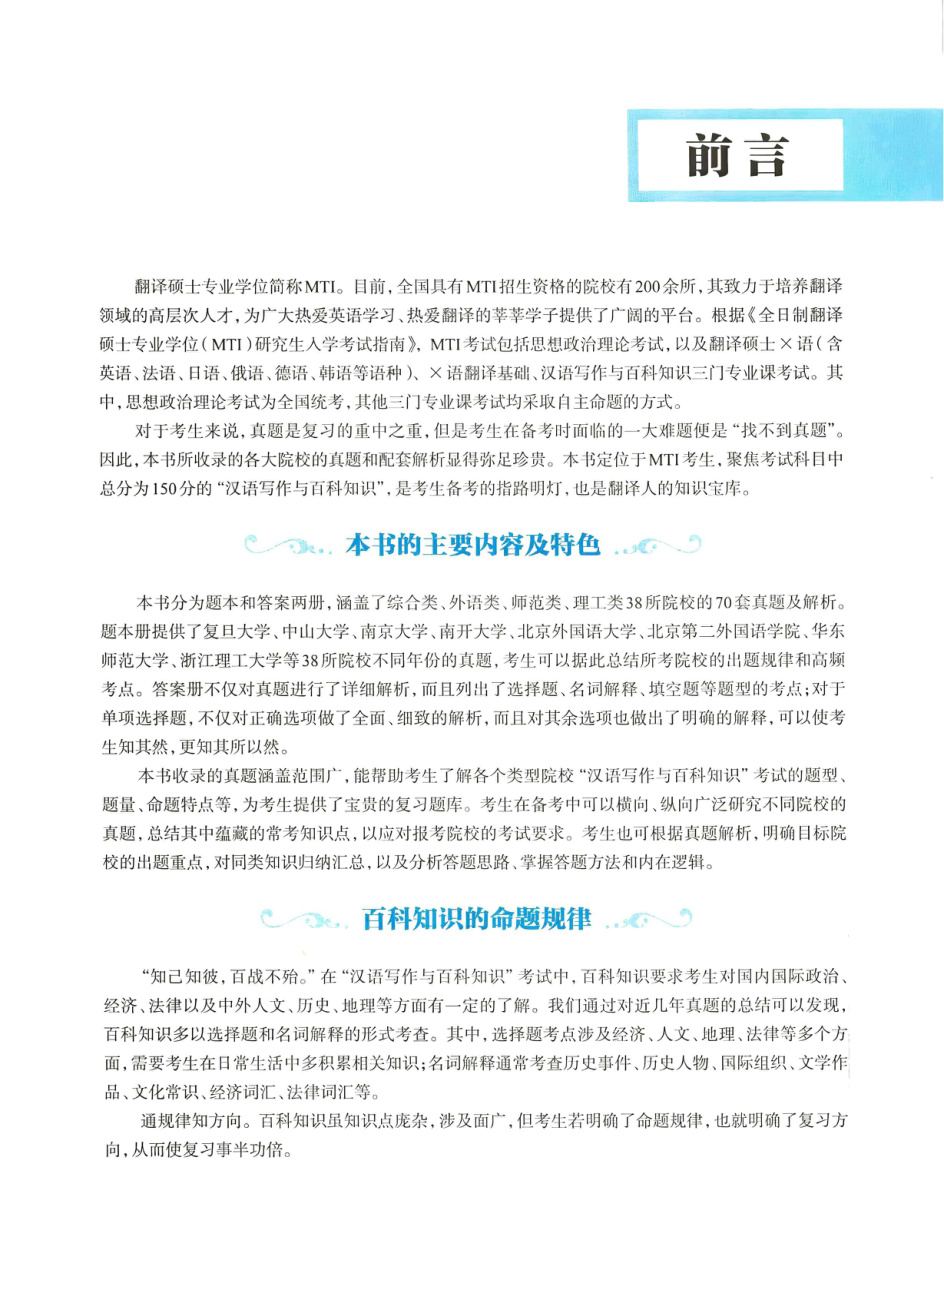 前言
翻译硕士专业学位简称MTI。目前，全国具有MTI招生资格的院校有200余所，其致力于培养翻译
领域的高层次人才，为广大热爱英语学习、热爱翻译的莘莘学子提供了广阔的平台。根据《全日制翻译
硕士专业学位（MTI）研究生入学考试指南》，MTI考试包括思想政治理论考试，以及翻译硕士×语（含
英语、法语、日语、俄语、德语、韩语等语种）、×语翻译基础、汉语写作与百科知识三门专业课考试。其
中，思想政治理论考试为全国统考，其他三门专业课考试均采取自主命题的方式。
对于考生来说，真题是复习的重中之重，但是考生在备考时面临的一大难题便是“找不到真题”。
因此，本书所收录的各大院校的真题和配套解析显得弥足珍贵。本书定位于MTI考生，聚焦考试科目中
总分为150分的“汉语写作与百科知识”，是考生备考的指路明灯，也是翻译人的知识宝库。
本书的主要内容及特色
本书分为题本和答案两册，涵盖了综合类、外语类、师范类、理工类38所院校的70套真题及解析。
题本册提供了复旦大学、中山大学、南京大学、南开大学、北京外国语大学、北京第二外国语学院、华东
师范大学、浙江理工大学等38所院校不同年份的真题，考生可以据此总结所考院校的出题规律和高频
考点。答案册不仅对真题进行了详细解析，而且列出了选择题、名词解释、填空题等题型的考点；对于
单项选择题，不仅对正确选项做了全面、细致的解析，而且对其余选项也做出了明确的解释，可以使考
生知其然，更知其所以然。
本书收录的真题涵盖范围广，能帮助考生了解各个类型院校“汉语写作与百科知识”考试的题型、
题量、命题特点等，为考生提供了宝贵的复习题库。考生在备考中可以横向、纵向广泛研究不同院校的
真题，总结其中蕴藏的常考知识点，以应对报考院校的考试要求。考生也可根据真题解析，明确目标院
校的出题重点，对同类知识归纳汇总，以及分析答题思路、掌握答题方法和内在逻辑。
百科知识的命题规律
“知己知彼，百战不殆。”在“汉语写作与百科知识”考试中，百科知识要求考生对国内国际政治、
经济、法律以及中外人文、历史、地理等方面有一定的了解。我们通过对近几年真题的总结可以发现，
百科知识多以选择题和名词解释的形式考查。其中，选择题考点涉及经济、人文、地理、法律等多个方
面，需要考生在日常生活中多积累相关知识；名词解释通常考查历史事件、历史人物、国际组织、文学作
品、文化常识、经济词汇、法律词汇等。
通规律知方向。百科知识虽知识点庞杂，涉及面广，但考生若明确了命题规律，也就明确了复习方
向，从而使复习事半功倍。